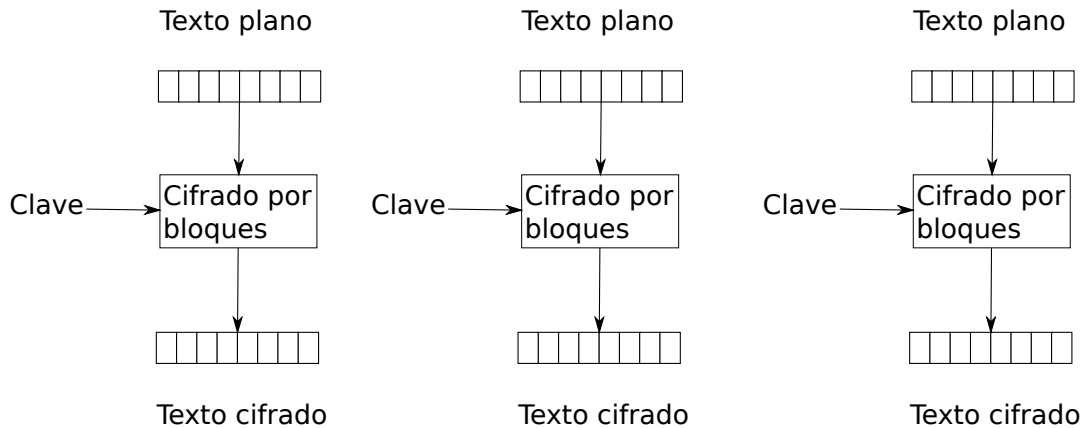 Texto plano
Texto plano
Texto plano
Clave
Cifrado por
bloques
Clave
Cifrado por
bloques
Clave
Cifrado por
bloques
Texto cifrado
Texto cifrado
Texto cifrado